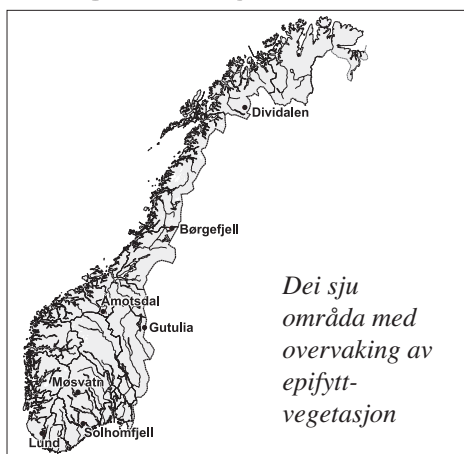 Dividalen
Børgefjell
Åmotsdal
Gutulia
Møsvatn
Solhomfjell
Lund
Dei sju
områda med
overvaking av
epifytt-
vegetasjon